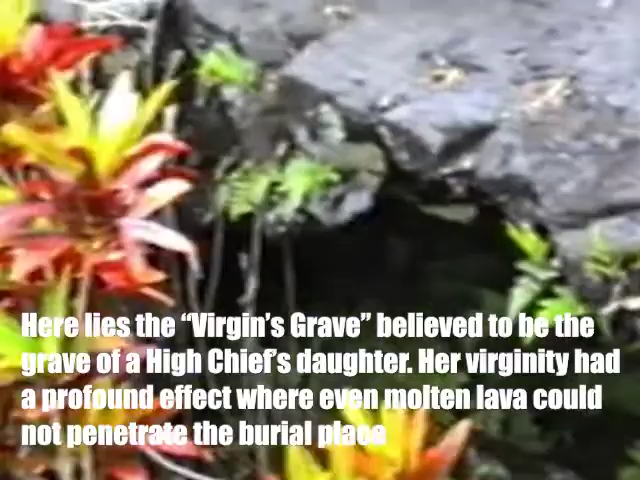 Here lies the “Virgin’s Grave” believed to be the
grave of a High Chief’s daughter. Her virginity had
a profound effect where even molten lava could
not penetrate the burial place